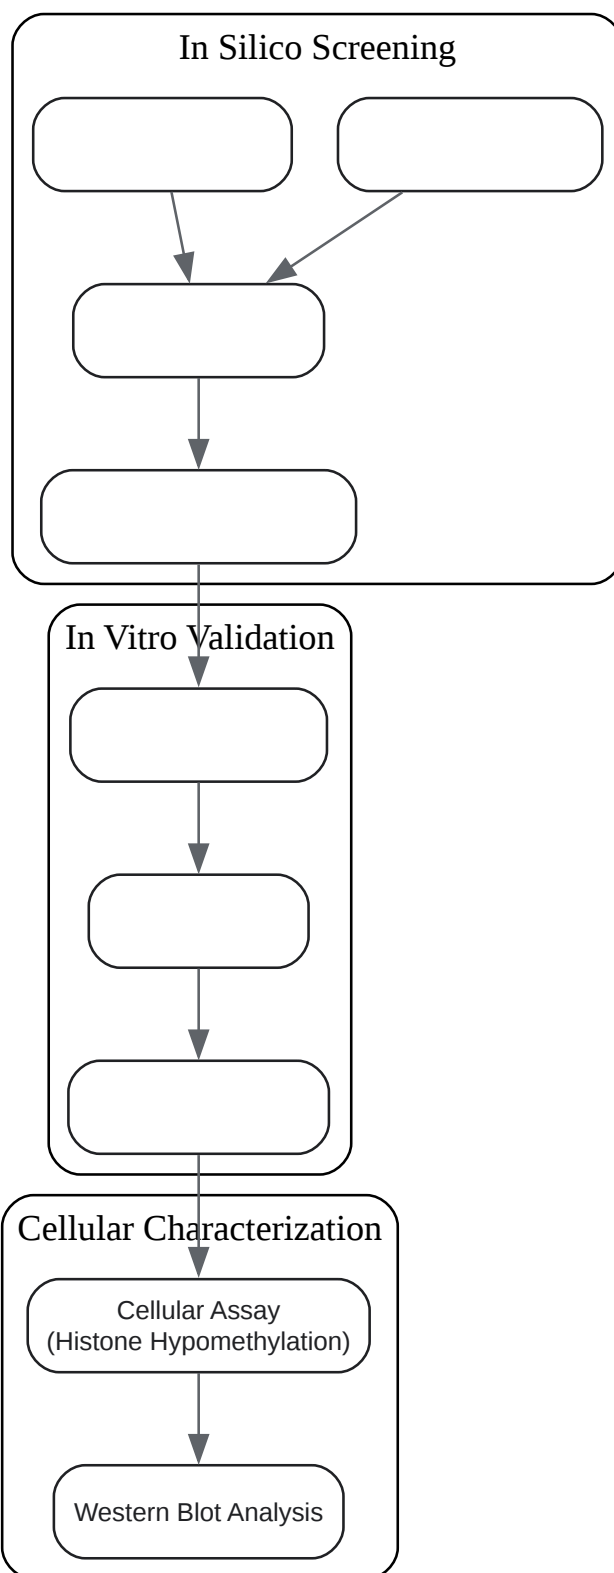 In Silico Screening
In Vitro Validation
Cellular Characterization
Cellular Assay
(Histone Hypomethylation)
Western Blot Analysis